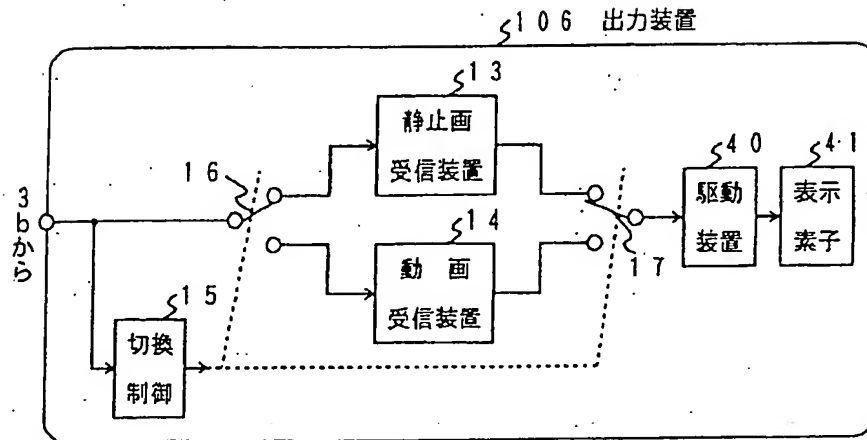 106 出力装置
13
静止画
受信装置
16
3bから
14
動 画
受信装置
17
40
駆動
装置
41
表示
素子
15
切換
制御